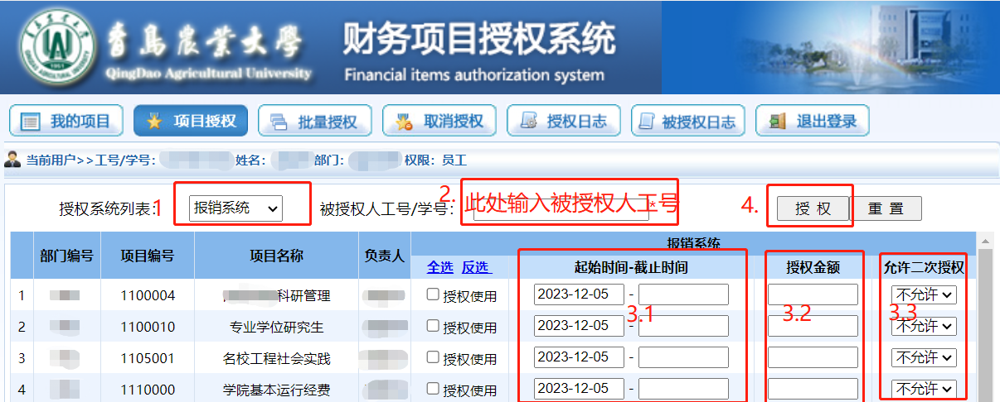 青岛农业大學
QingDao Agricultural University
财务项目授权系统
Financial items authorization system
我的项目 项目授权 批量授权 取消授权 授权日志 被授权日志 退出登录
当前用户>>工号/学号: 姓名: 部门: 权限: 员工
授权系统列表: 1 报销系统 被授权人工号/学号: 2. 此处输入被授权人工号 * 4. 授 权 重 置
部门编号 项目编号 项目名称 负责人 报销系统
全选 反选 起始时间-截止时间 授权金额 允许二次授权
1 1100004 科研管理 授权使用 2023-12-05 - 不允许
3.1 3.2 3.3
2 1100010 专业学位研究生 授权使用 2023-12-05 - 不允许
3 1105001 名校工程社会实践 授权使用 2023-12-05 - 不允许
4 1110000 学院基本运行经费 授权使用 2023-12-05 - 不允许